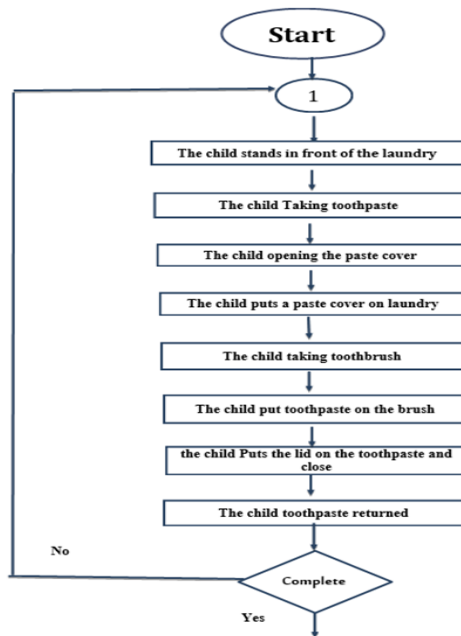 Start
1
The child stands in front of the laundry
The child Taking toothpaste
The child opening the paste cover
The child puts a paste cover on laundry
The child taking toothbrush
The child put toothpaste on the brush
the child Puts the lid on the toothpaste and
close
The child toothpaste returned
No
Complete
Yes